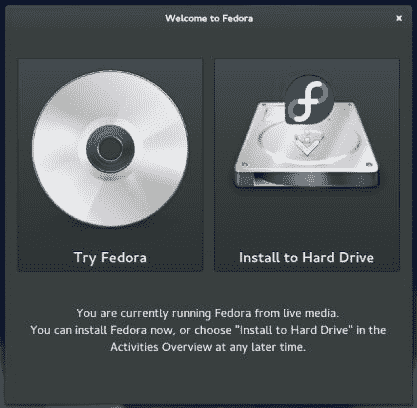 Welcome to Fedora
Try Fedora
Install to Hard Drive
You are currently running Fedora from live media.
You can install Fedora now, or choose "Install to Hard Drive" in the
Activities Overview at any later time.